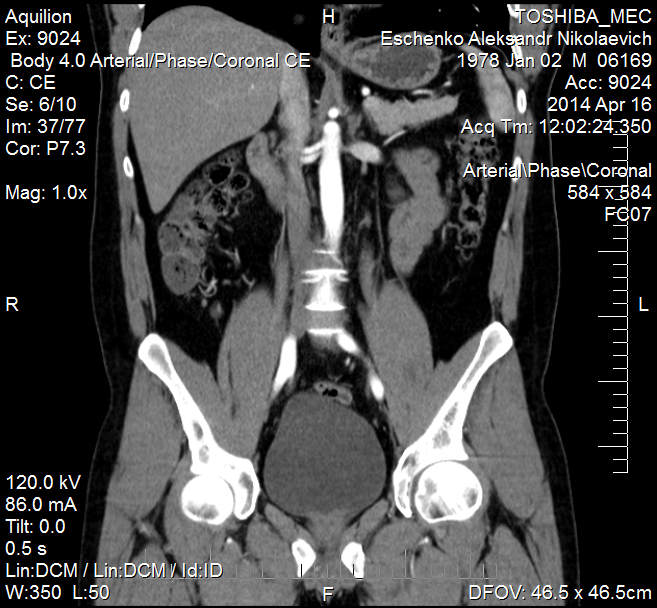 Aquilion
Ex: 9024
Body 4.0 Arterial/Phase/Coronal CE
C: CE
Se: 6/10
Im: 37/77
Cor: P7.3
Mag: 1.0x
H
TOSHIBA_MEC
Eschenko Aleksandr Nikolaevich
1978 Jan 02 M 06169
Acc: 9024
2014 Apr 16
Acq Tm: 12:02:24.350
Arterial\Phase\Coronal
584 x 584
FC07
R
L
120.0 kV
86.0 mA
Tilt: 0.0
0.5 s
Lin:DCM / Lin:DCM / Id:ID
W:350 L:50
F
DFOV: 46.5 x 46.5cm